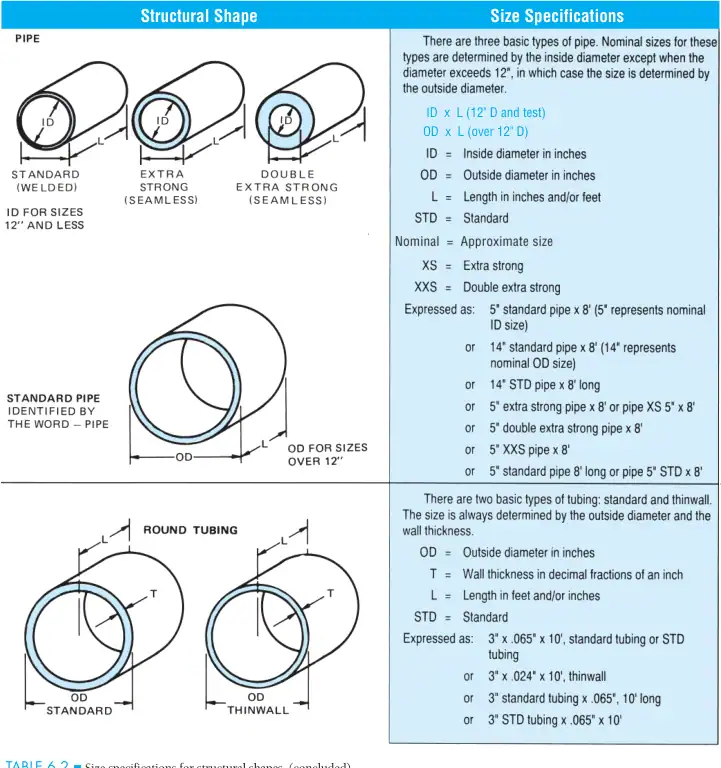 Structural Shape
Size Specifications
PIPE
ID
L
ID
L
ID
L
STANDARD
(WELDED)
EXTRA
STRONG
(SEAMLESS)
DOUBLE
EXTRA STRONG
(SEAMLESS)
ID FOR SIZES
12" AND LESS
STANDARD PIPE
IDENTIFIED BY
THE WORD – PIPE
OD
L
OD FOR SIZES
OVER 12"
There are three basic types of pipe. Nominal sizes for these
types are determined by the inside diameter except when the
diameter exceeds 12", in which case the size is determined by
the outside diameter.
ID x L (12" D and test)
OD x L (over 12" D)
ID = Inside diameter in inches
OD = Outside diameter in inches
L = Length in inches and/or feet
STD = Standard
Nominal = Approximate size
XS = Extra strong
XXS = Double extra strong
Expressed as: 5" standard pipe x 8' (5" represents nominal
ID size)
or 14" standard pipe x 8' (14" represents
nominal OD size)
or 14" STD pipe x 8' long
or 5" extra strong pipe x 8' or pipe XS 5" x 8'
or 5" double extra strong pipe x 8'
or 5" XXS pipe x 8'
or 5" standard pipe 8' long or pipe 5" STD x 8'
ROUND TUBING
L
T
OD
STANDARD
L
T
OD
THINWALL
There are two basic types of tubing: standard and thinwall.
The size is always determined by the outside diameter and the
wall thickness.
OD = Outside diameter in inches
T = Wall thickness in decimal fractions of an inch
L = Length in feet and/or inches
STD = Standard
Expressed as: 3" x .065" x 10', standard tubing or STD
tubing
or 3" x .024" x 10', thinwall
or 3" standard tubing x .065", 10' long
or 3" STD tubing x .065" x 10'
TABLE 6.2 Size specifications for structural shapes. (concluded)